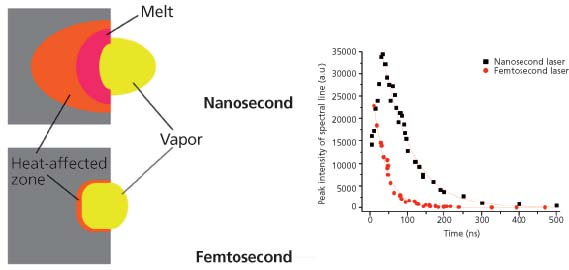 Melt
Nanosecond
Vapor
Heat-affected
zone
Femtosecond
Peak intensity of spectral line (a.u.)
35000
30000
25000
20000
15000
10000
5000
0
0 100 200 300 400 500
Time (ns)
Nanosecond laser
Femtosecond laser